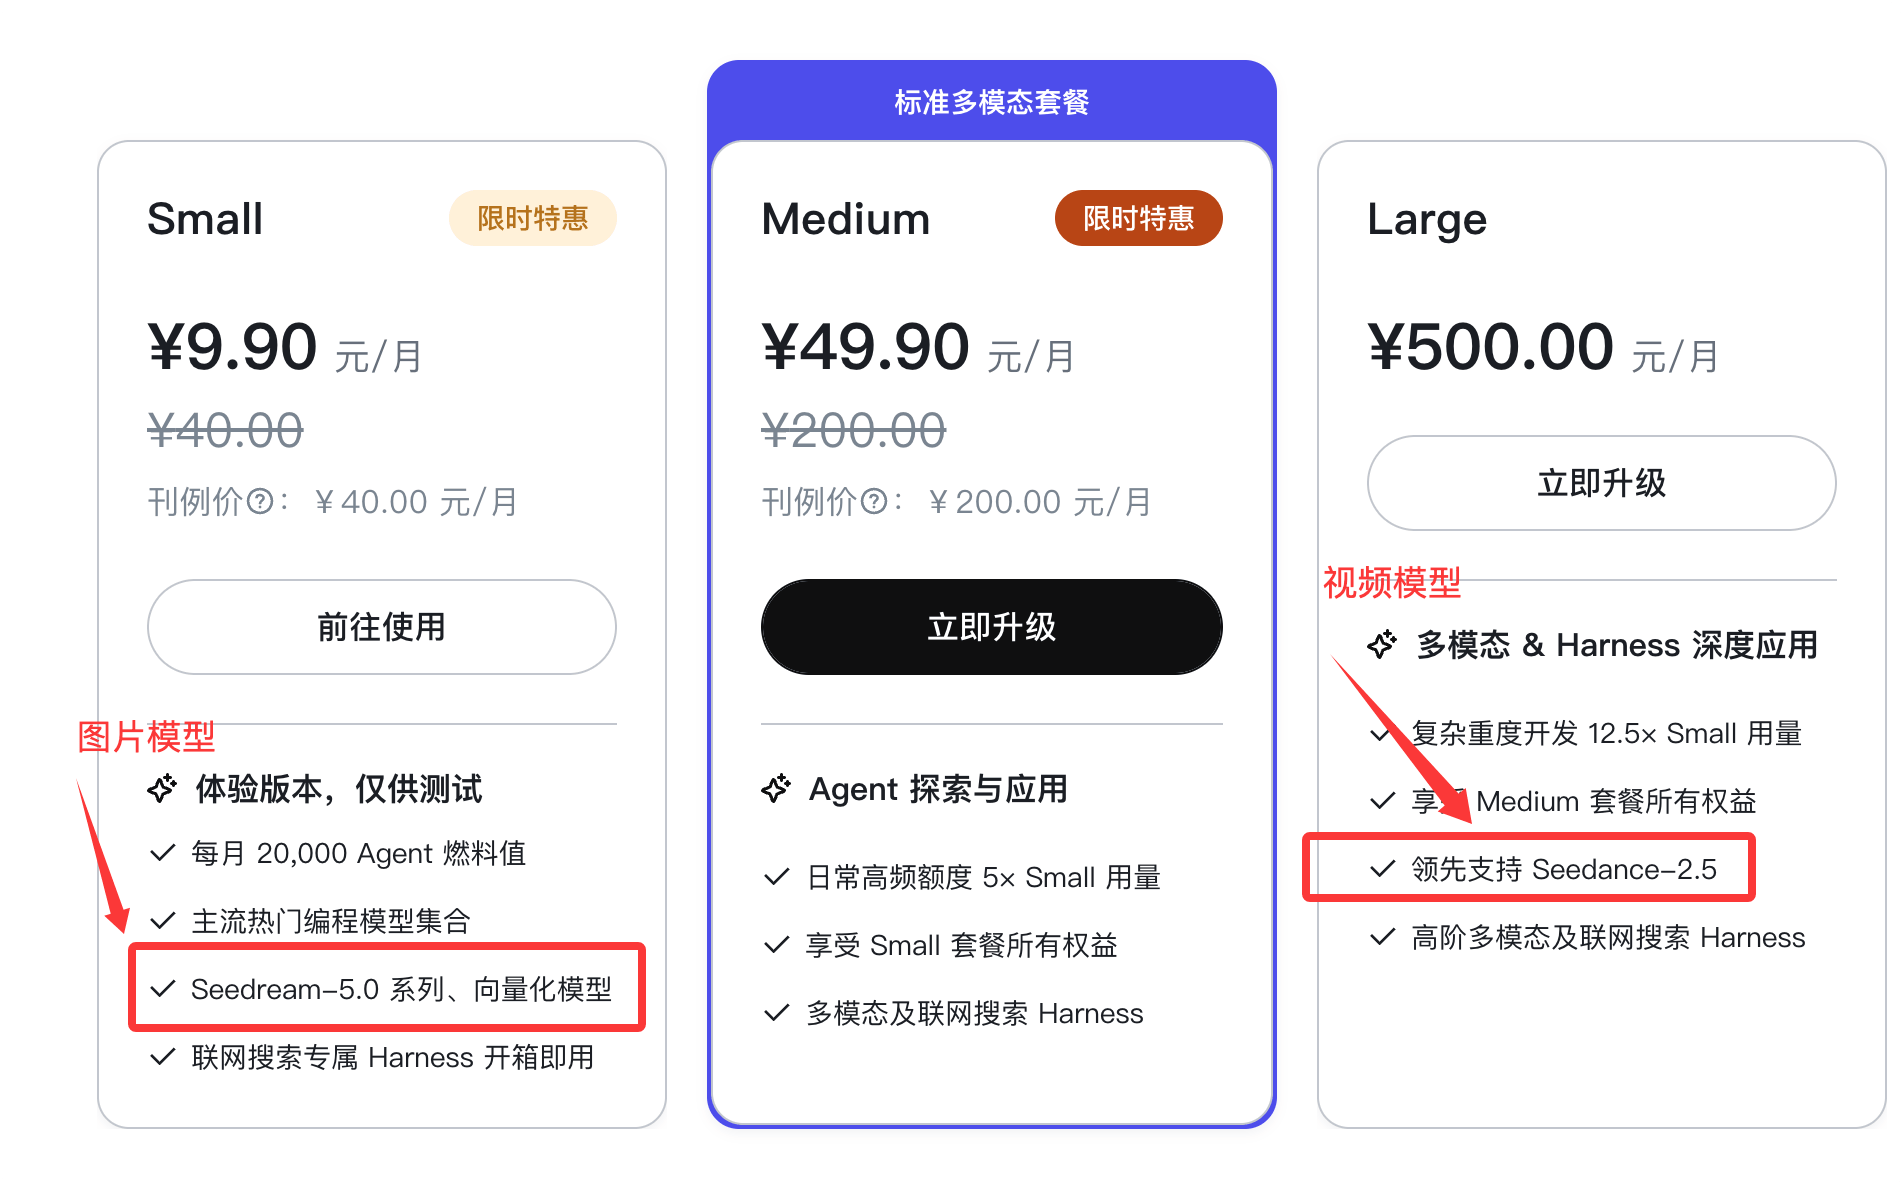 Small
限时特惠
¥9.90 元/月
¥40.00
刊例价?： ¥ 40.00 元/月
前往使用
图片模型
体验版本，仅供测试
每月 20,000 Agent 燃料值
主流热门编程模型集合
Seedream-5.0 系列、向量化模型
联网搜索专属 Harness 开箱即用
标准多模态套餐
Medium
限时特惠
¥49.90 元/月
¥200.00
刊例价?： ¥ 200.00 元/月
立即升级
Agent 探索与应用
日常高频额度 5× Small 用量
享受 Small 套餐所有权益
多模态及联网搜索 Harness
Large
¥500.00 元/月
立即升级
视频模型
多模态 & Harness 深度应用
复杂重度开发 12.5× Small 用量
享受 Medium 套餐所有权益
领先支持 Seedance-2.5
高阶多模态及联网搜索 Harness